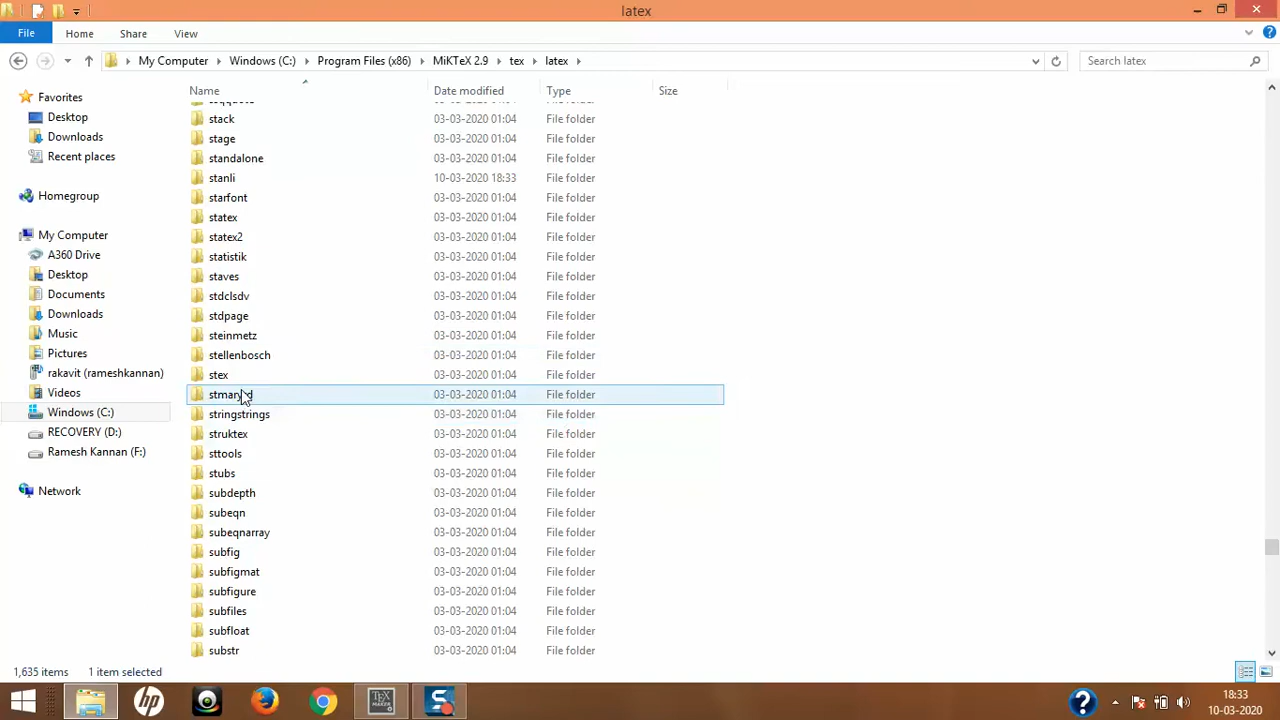 latex
File Home Share View
My Computer Windows (C:) Program Files (x86) MiKTeX 2.9 tex latex Search latex
Name Date modified Type Size
Favorites
Desktop
Downloads
Recent places
Homegroup
My Computer
A360 Drive
Desktop
Documents
Downloads
Music
Pictures
rakavit (rameshkannan)
Videos
Windows (C:)
RECOVERY (D:)
Ramesh Kannan (F:)
Network
stack 03-03-2020 01:04 File folder
stage 03-03-2020 01:04 File folder
standalone 03-03-2020 01:04 File folder
stanli 10-03-2020 18:33 File folder
starfont 03-03-2020 01:04 File folder
statex 03-03-2020 01:04 File folder
statex2 03-03-2020 01:04 File folder
statistik 03-03-2020 01:04 File folder
staves 03-03-2020 01:04 File folder
stdclsdv 03-03-2020 01:04 File folder
stdpage 03-03-2020 01:04 File folder
steinmetz 03-03-2020 01:04 File folder
stellenbosch 03-03-2020 01:04 File folder
stex 03-03-2020 01:04 File folder
03-03-2020 01:04 File folder
stringstrings 03-03-2020 01:04 File folder
struktex 03-03-2020 01:04 File folder
sttools 03-03-2020 01:04 File folder
stubs 03-03-2020 01:04 File folder
subdepth 03-03-2020 01:04 File folder
subeqn 03-03-2020 01:04 File folder
subeqnarray 03-03-2020 01:04 File folder
subfig 03-03-2020 01:04 File folder
subfigmat 03-03-2020 01:04 File folder
subfigure 03-03-2020 01:04 File folder
subfiles 03-03-2020 01:04 File folder
subfloat 03-03-2020 01:04 File folder
substr 03-03-2020 01:04 File folder
1,635 items 1 item selected
hp TEX MAKER S
18:33
10-03-2020